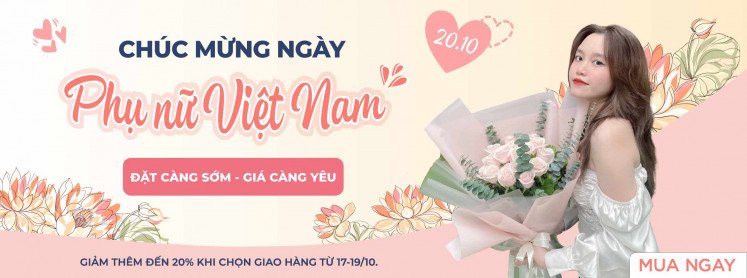 CHÚC MỪNG NGÀY
20.10
Phụ nữ Việt Nam
ĐẶT CÀNG SỚM - GIÁ CÀNG YÊU
GIẢM THÊM ĐẾN 20% KHI CHỌN GIAO HÀNG TỪ 17-19/10.
MUA NGAY